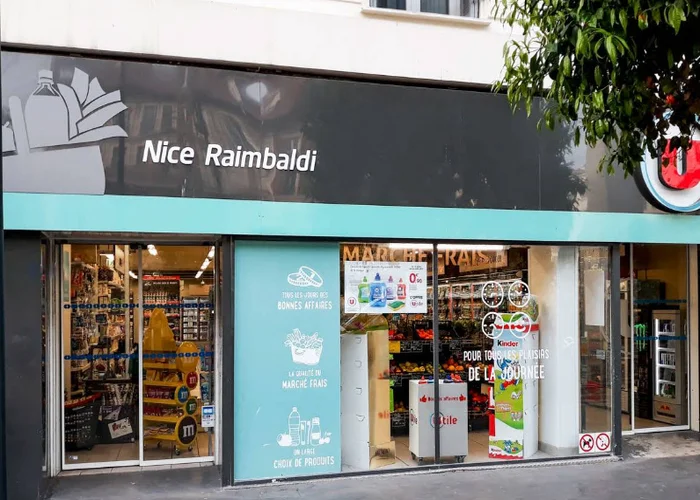 Nice Raimbaldi
U
MARCHÉ FRAIS
TOUS LES JOURS DES
BONNES AFFAIRES
LA QUALITÉ DU
MARCHÉ FRAIS
UN LARGE
CHOIX DE PRODUITS
POUR TOUS LES PLAISIRS
DE LA JOURNÉE
Kinder
Utile
m
m
m